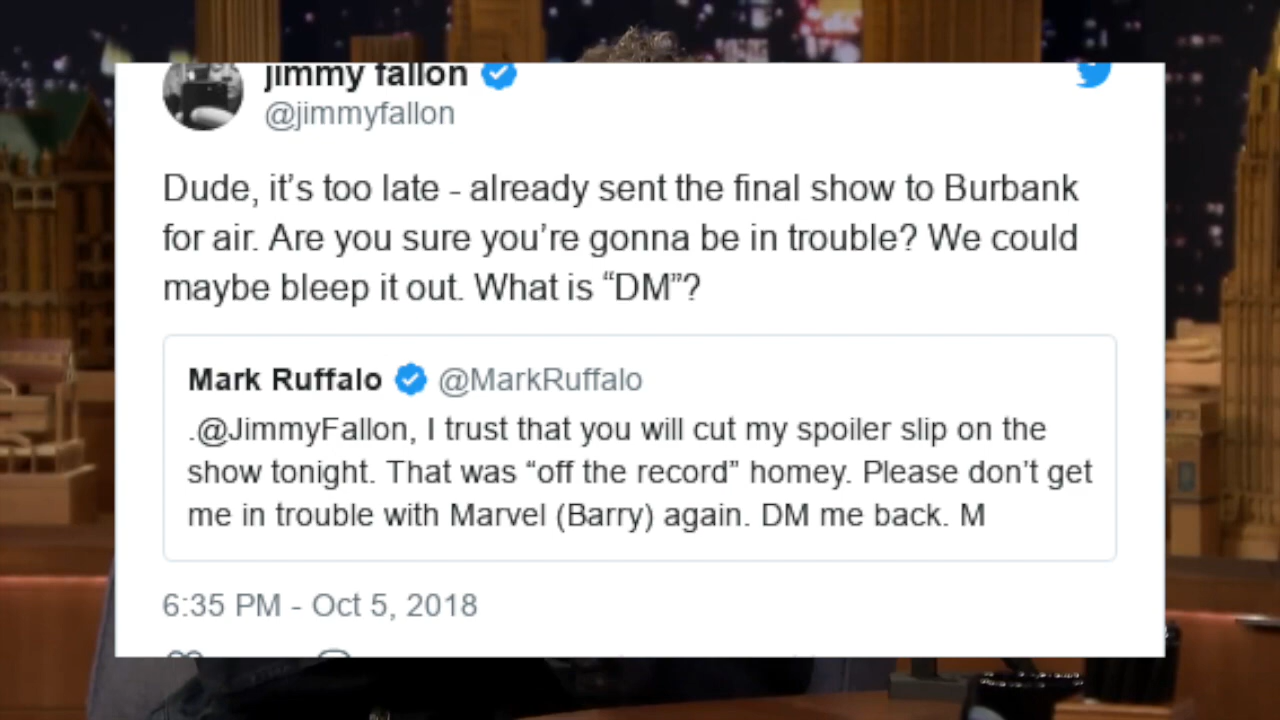 jimmy fallon
@jimmyfallon
Dude, it’s too late - already sent the final show to Burbank
for air. Are you sure you’re gonna be in trouble? We could
maybe bleep it out. What is “DM”?
Mark Ruffalo @MarkRuffalo
.@JimmyFallon, I trust that you will cut my spoiler slip on the
show tonight. That was “off the record” homey. Please don’t get
me in trouble with Marvel (Barry) again. DM me back. M
6:35 PM - Oct 5, 2018